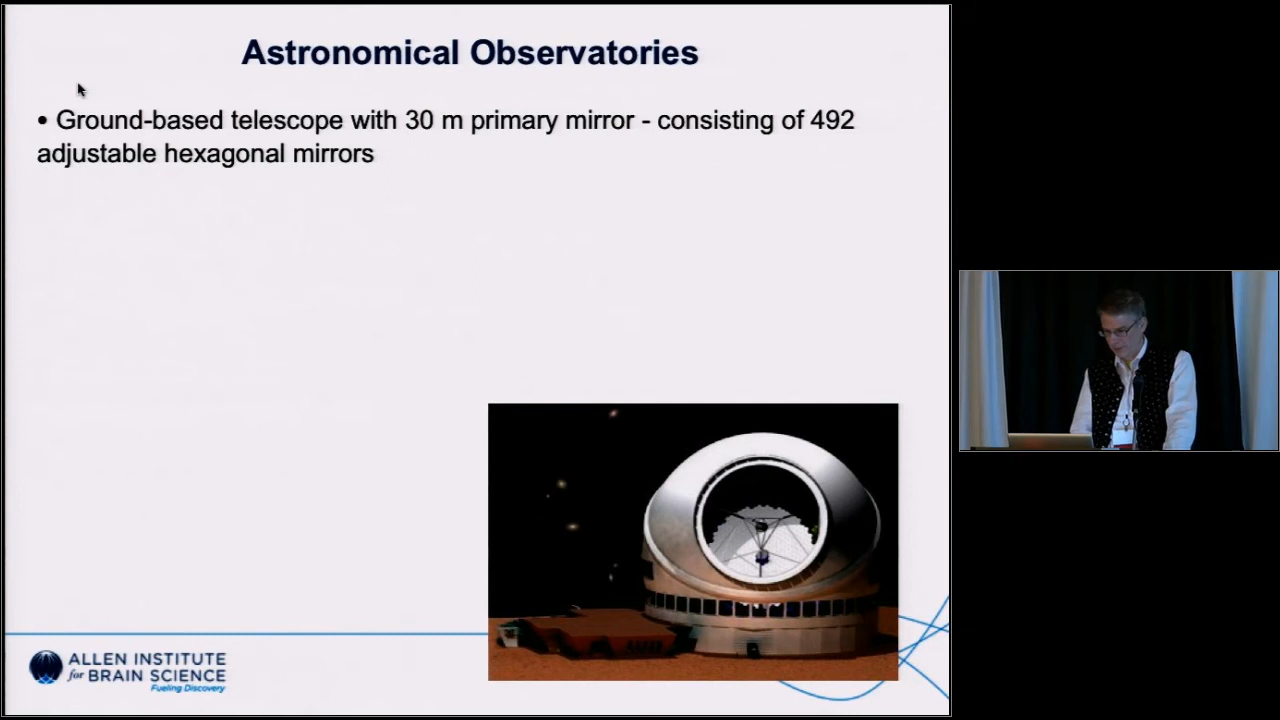 Astronomical Observatories
• Ground-based telescope with 30 m primary mirror - consisting of 492
adjustable hexagonal mirrors
ALLEN INSTITUTE
for BRAIN SCIENCE
Fueling Discovery